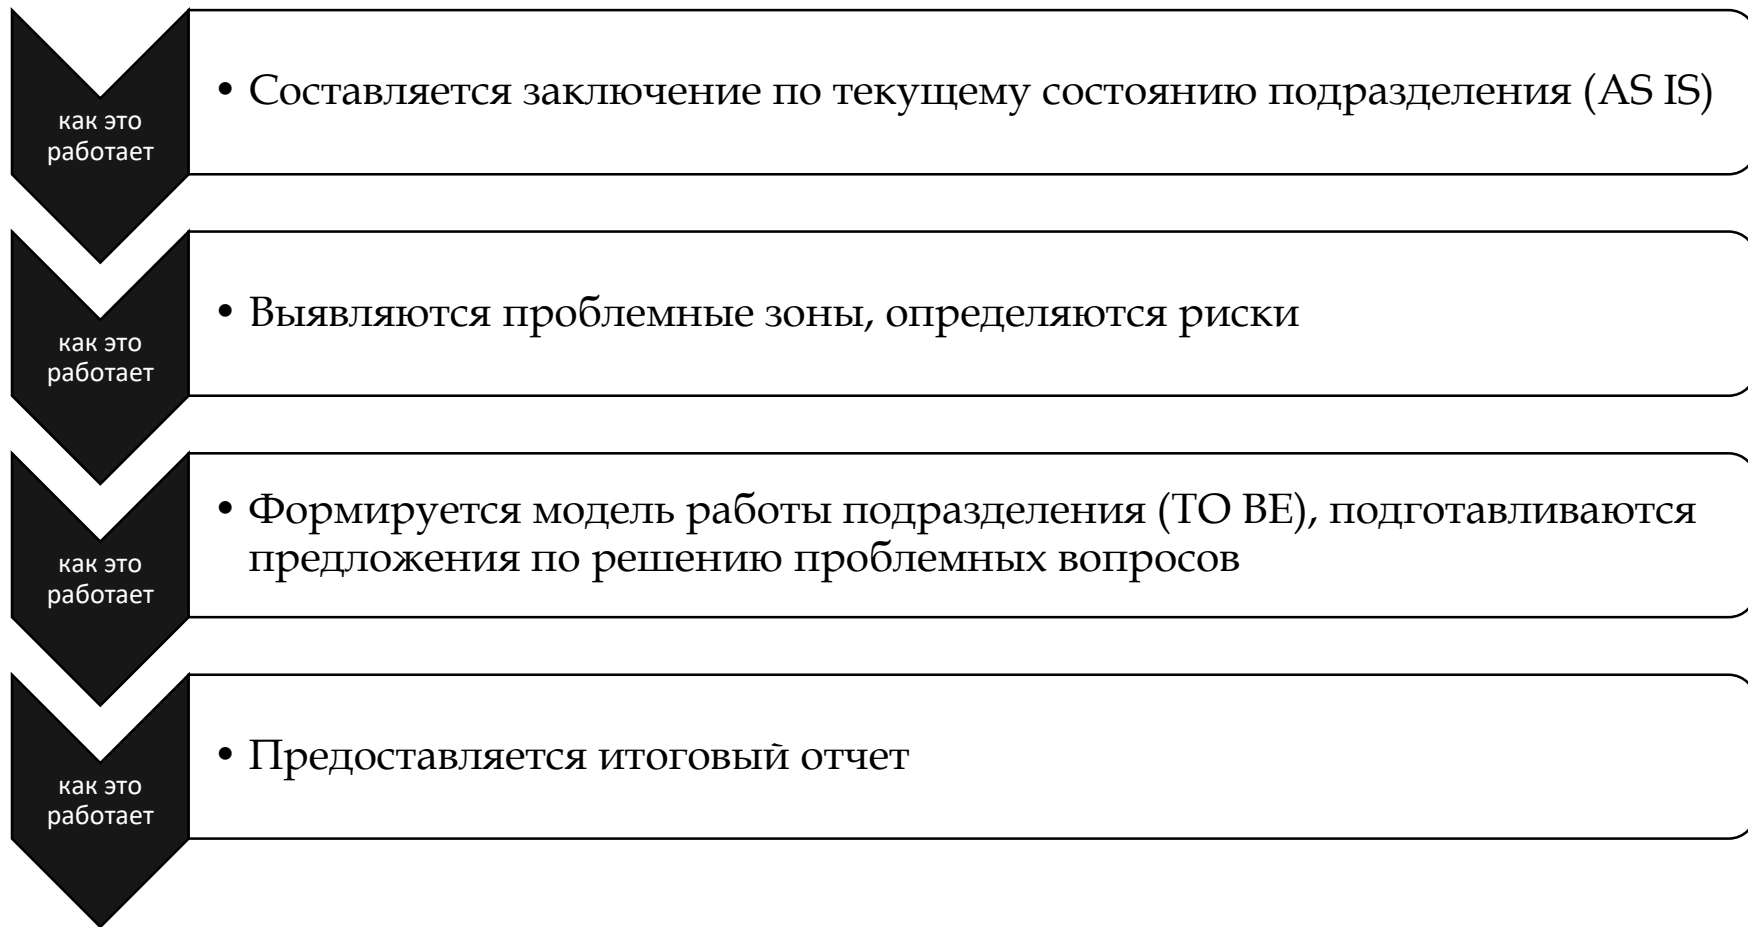 как это
работает
• Составляется заключение по текущему состоянию подразделения (AS IS)
как это
работает
• Выявляются проблемные зоны, определяются риски
как это
работает
• Формируется модель работы подразделения (TO BE), подготавливаются
предложения по решению проблемных вопросов
как это
работает
• Предоставляется итоговый отчет